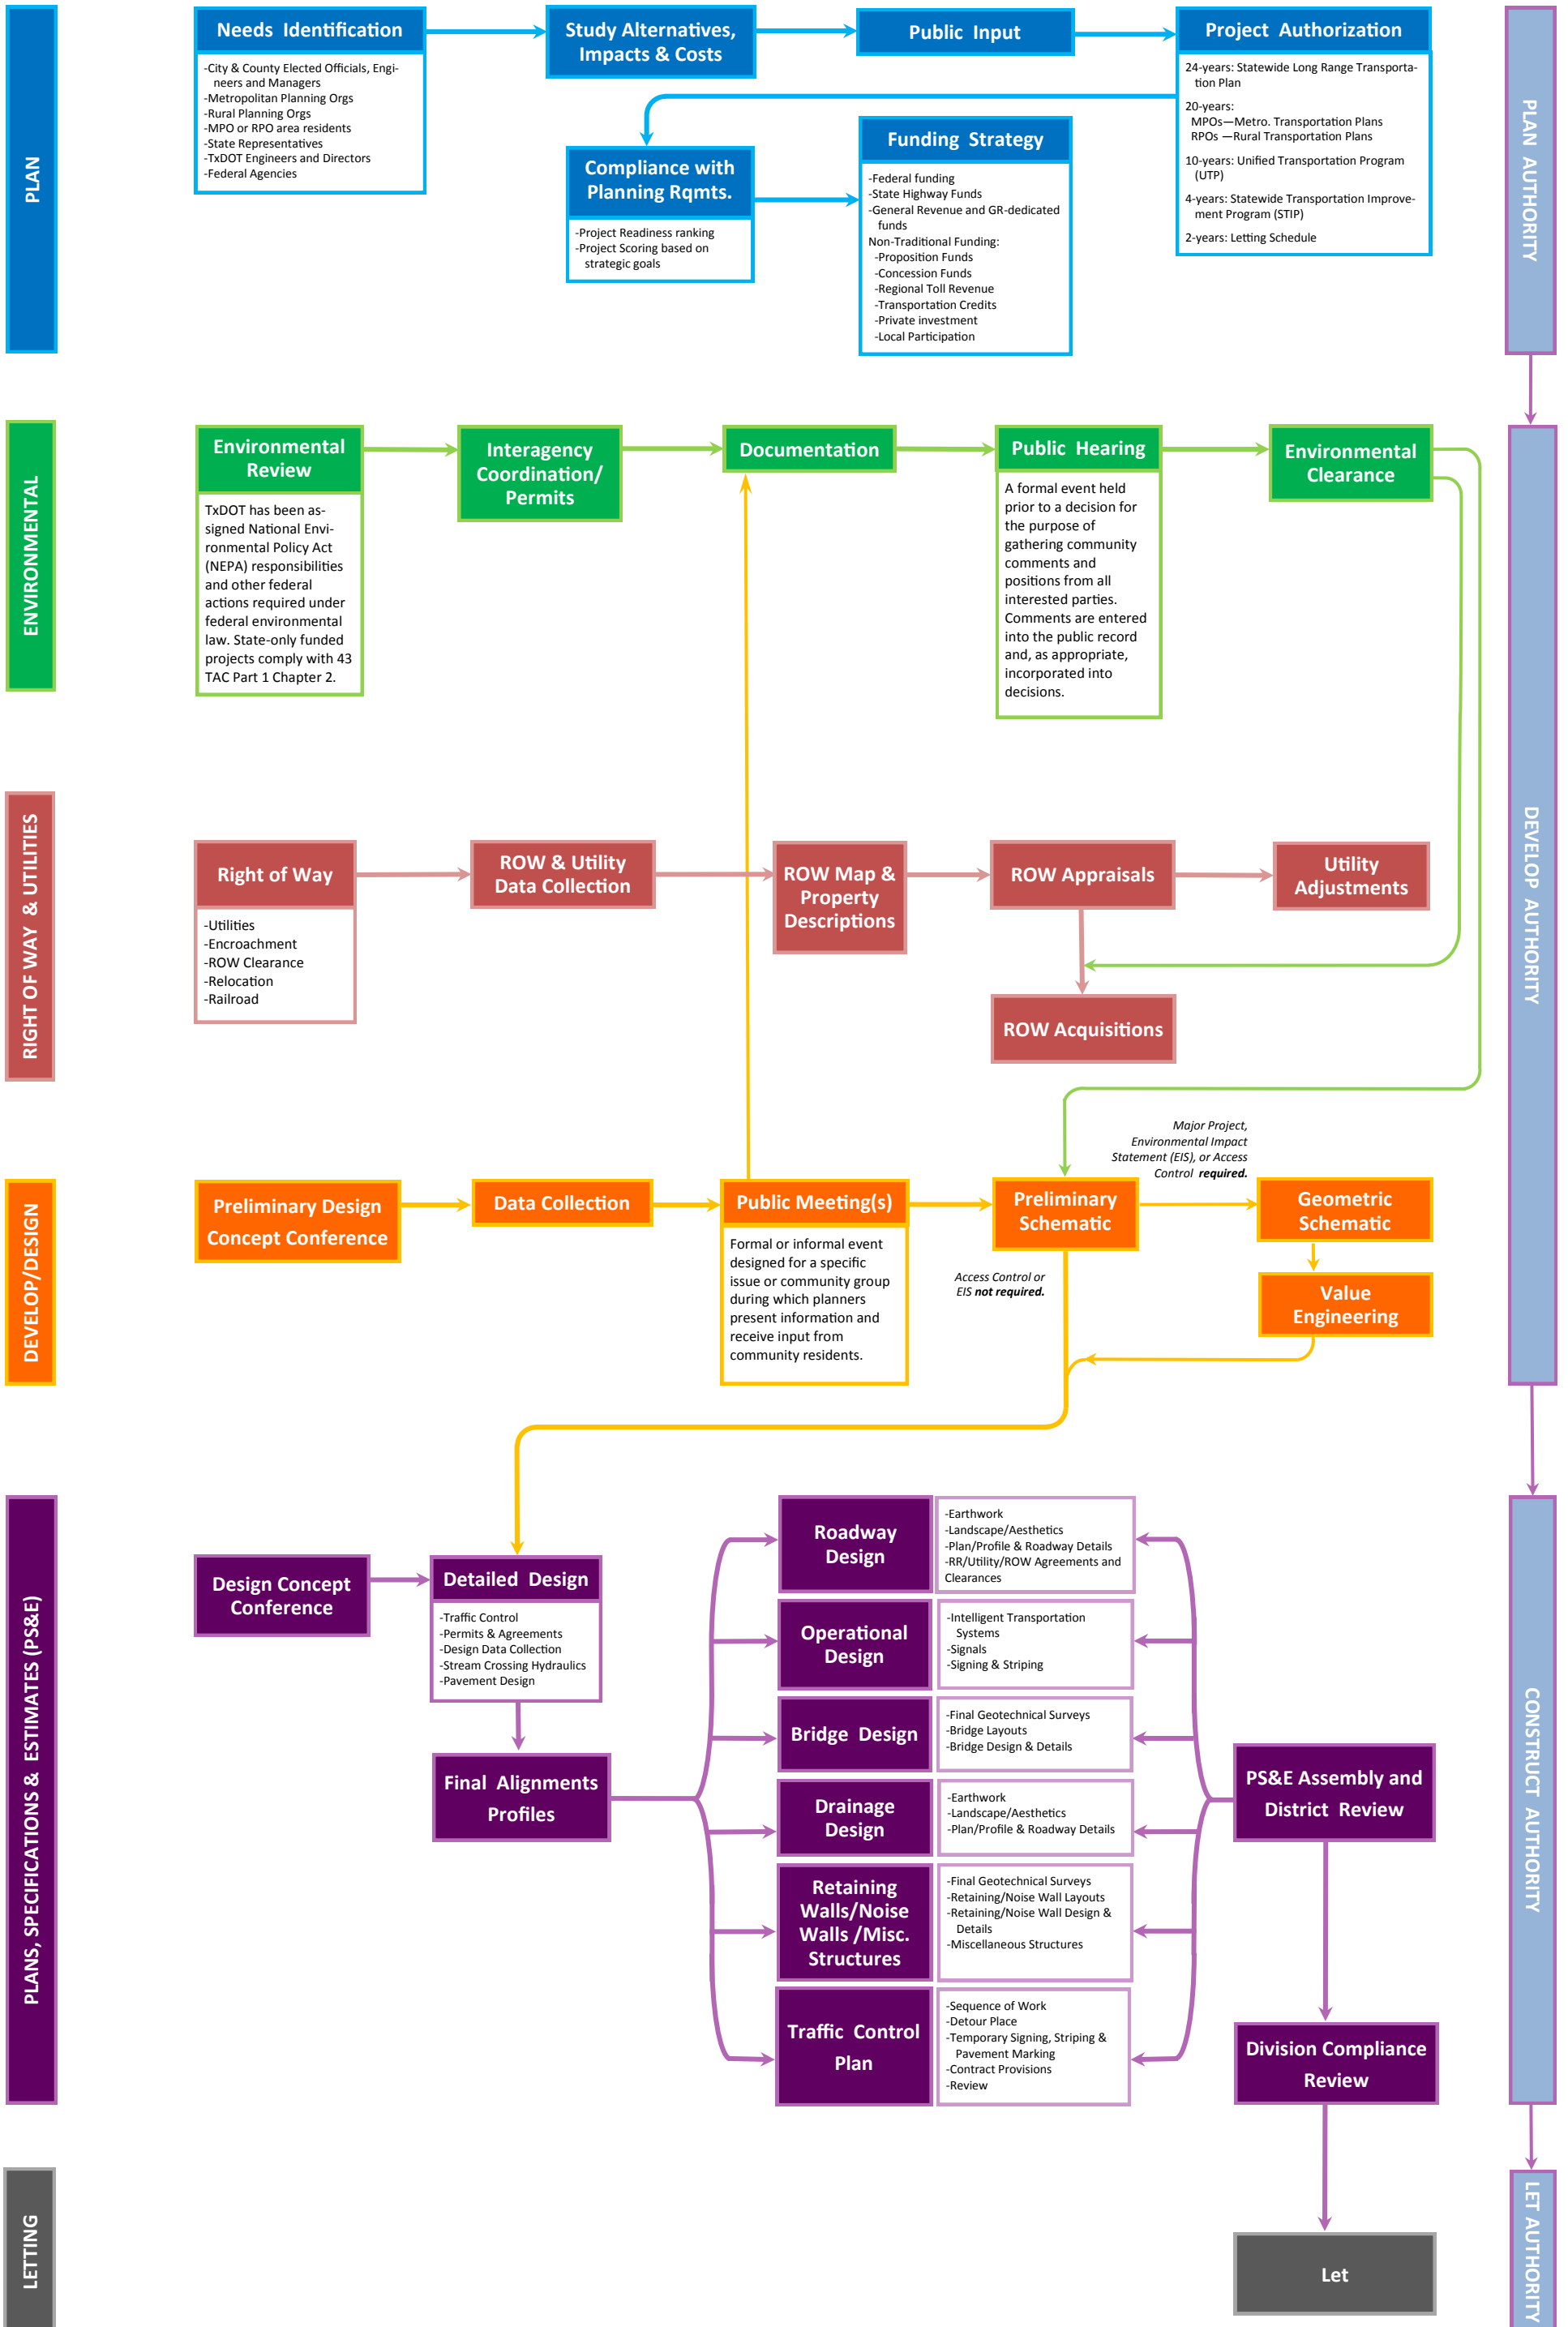 PLAN
Needs Identification
-City & County Elected Officials, Engi-
neers and Managers
-Metropolitan Planning Orgs
-Rural Planning Orgs
-MPO or RPO area residents
-State Representatives
-TxDOT Engineers and Directors
-Federal Agencies
Study Alternatives,
Impacts & Costs
Public Input
Project Authorization
24-years: Statewide Long Range Transporta-
tion Plan
20-years:
MPOs—Metro. Transportation Plans
RPOs —Rural Transportation Plans
10-years: Unified Transportation Program
(UTP)
4-years: Statewide Transportation Improve-
ment Program (STIP)
2-years: Letting Schedule
Compliance with
Planning Rqmts.
-Project Readiness ranking
-Project Scoring based on
strategic goals
Funding Strategy
-Federal funding
-State Highway Funds
-General Revenue and GR-dedicated
funds
Non-Traditional Funding:
-Proposition Funds
-Concession Funds
-Regional Toll Revenue
-Transportation Credits
-Private investment
-Local Participation
PLAN AUTHORITY
ENVIRONMENTAL
Environmental
Review
TxDOT has been as-
signed National Envi-
ronmental Policy Act
(NEPA) responsibilities
and other federal
actions required under
federal environmental
law. State-only funded
projects comply with 43
TAC Part 1 Chapter 2.
Interagency
Coordination/
Permits
Documentation
Public Hearing
A formal event held
prior to a decision for
the purpose of
gathering community
comments and
positions from all
interested parties.
Comments are entered
into the public record
and, as appropriate,
incorporated into
decisions.
Environmental
Clearance
DEVELOP AUTHORITY
RIGHT OF WAY & UTILITIES
Right of Way
-Utilities
-Encroachment
-ROW Clearance
-Relocation
-Railroad
ROW & Utility
Data Collection
ROW Map &
Property
Descriptions
ROW Appraisals
Utility
Adjustments
ROW Acquisitions
DEVELOP/DESIGN
Preliminary Design
Concept Conference
Data Collection
Public Meeting(s)
Formal or informal event
designed for a specific
issue or community group
during which planners
present information and
receive input from
community residents.
Preliminary
Schematic
Major Project,
Environmental Impact
Statement (EIS), or Access
Control required.
Geometric
Schematic
Access Control or
EIS not required.
Value
Engineering
PLANS, SPECIFICATIONS & ESTIMATES (PS&E)
Design Concept
Conference
Detailed Design
-Traffic Control
-Permits & Agreements
-Design Data Collection
-Stream Crossing Hydraulics
-Pavement Design
Final Alignments
Profiles
Roadway
Design
-Earthwork
-Landscape/Aesthetics
-Plan/Profile & Roadway Details
-RR/Utility/ROW Agreements and
Clearances
Operational
Design
-Intelligent Transportation
Systems
-Signals
-Signing & Striping
Bridge Design
-Final Geotechnical Surveys
-Bridge Layouts
-Bridge Design & Details
Drainage
Design
-Earthwork
-Landscape/Aesthetics
-Plan/Profile & Roadway Details
Retaining
Walls/Noise
Walls /Misc.
Structures
-Final Geotechnical Surveys
-Retaining/Noise Wall Layouts
-Retaining/Noise Wall Design &
Details
-Miscellaneous Structures
Traffic Control
Plan
-Sequence of Work
-Detour Place
-Temporary Signing, Striping &
Pavement Marking
-Contract Provisions
-Review
PS&E Assembly and
District Review
Division Compliance
Review
CONSTRUCT AUTHORITY
LETTING
Let
LET AUTHORITY